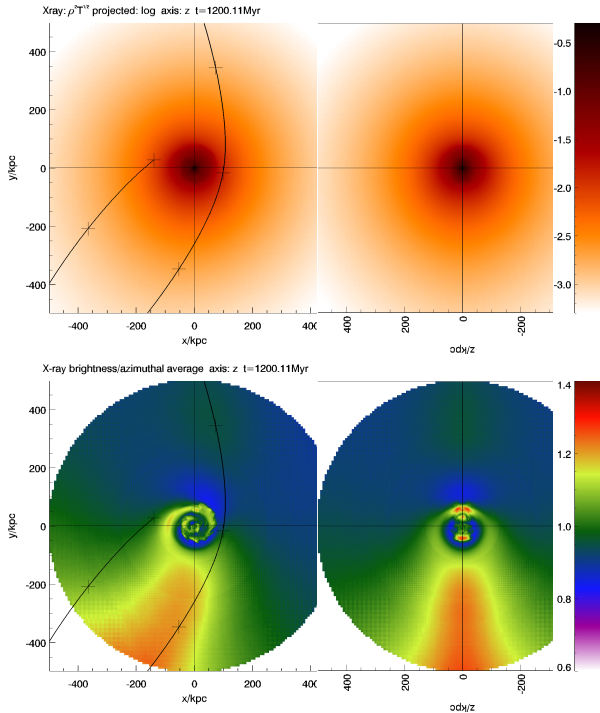 Xray: ρ²T^1/2 projected: log axis: z t=1200.11Myr
y/kpc
400
200
0
-200
-400
-400 -200 0 200 400
x/kpc
400 200 0 -200
z/kpc
-0.5
-1.0
-1.5
-2.0
-2.5
-3.0
X-ray brightness/azimuthal average axis: z t=1200.11Myr
y/kpc
400
200
0
-200
-400
-400 -200 0 200 400
x/kpc
400 200 0 -200
z/kpc
1.4
1.2
1.0
0.8
0.6